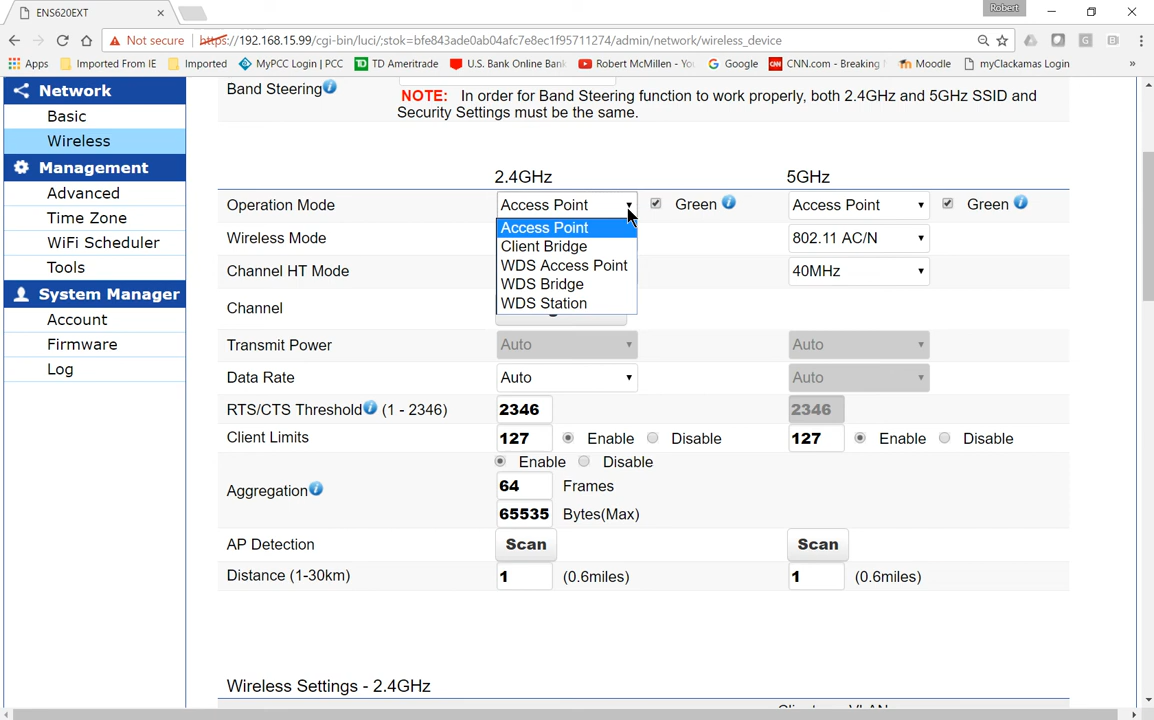 ENS620EXT
Robert
Not secure https://192.168.15.99/cgi-bin/luci/;stok=bfe843ade0ab04afc7e8ec1f95711274/admin/network/wireless_device
Apps Imported From IE Imported MyPCC Login | PCC TD Ameritrade U.S. Bank Online Bank Robert McMillen - Yo Google CNN.com - Breaking Moodle myClackamas Login »
Network
Basic
Wireless
Management
Advanced
Time Zone
WiFi Scheduler
Tools
System Manager
Account
Firmware
Log
Band Steering
NOTE: In order for Band Steering function to work properly, both 2.4GHz and 5GHz SSID and
Security Settings must be the same.
2.4GHz 5GHz
Operation Mode Access Point Green Access Point Green
Access Point
Client Bridge
WDS Access Point
WDS Bridge
WDS Station
Wireless Mode 802.11 AC/N
Channel HT Mode 40MHz
Channel
Transmit Power Auto Auto
Data Rate Auto Auto
RTS/CTS Threshold (1 - 2346) 2346 2346
Client Limits 127 Enable Disable 127 Enable Disable
Aggregation Enable Disable
64 Frames
65535 Bytes(Max)
AP Detection Scan Scan
Distance (1-30km) 1 (0.6miles) 1 (0.6miles)
Wireless Settings - 2.4GHz